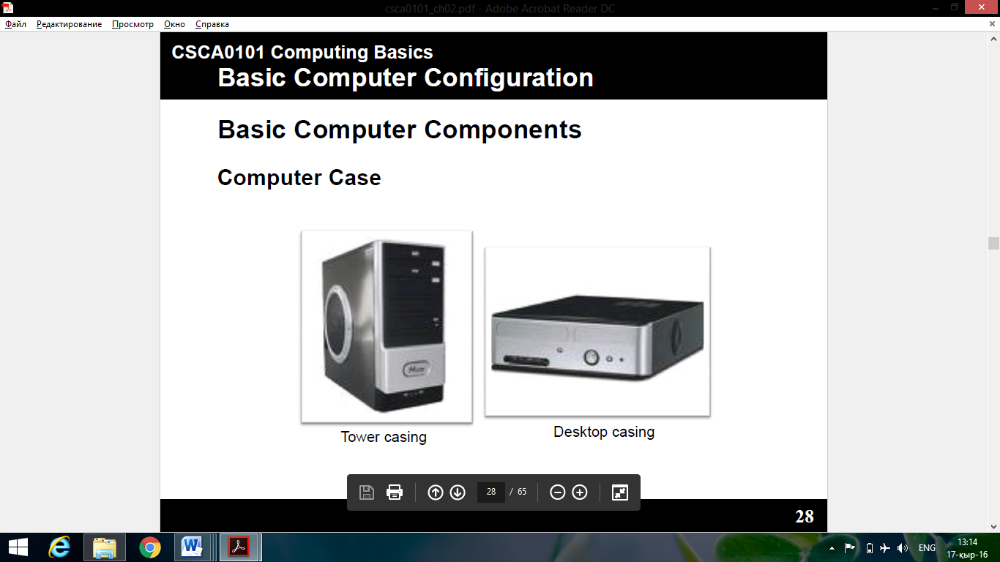 csca0101_ch02.pdf - Adobe Acrobat Reader DC
Файл Редактирование Просмотр Окно Справка
CSCA0101 Computing Basics
Basic Computer Configuration
Basic Computer Components
Computer Case
Tower casing
Desktop casing
28 / 65
28
ENG
13:14
17-қыр-16